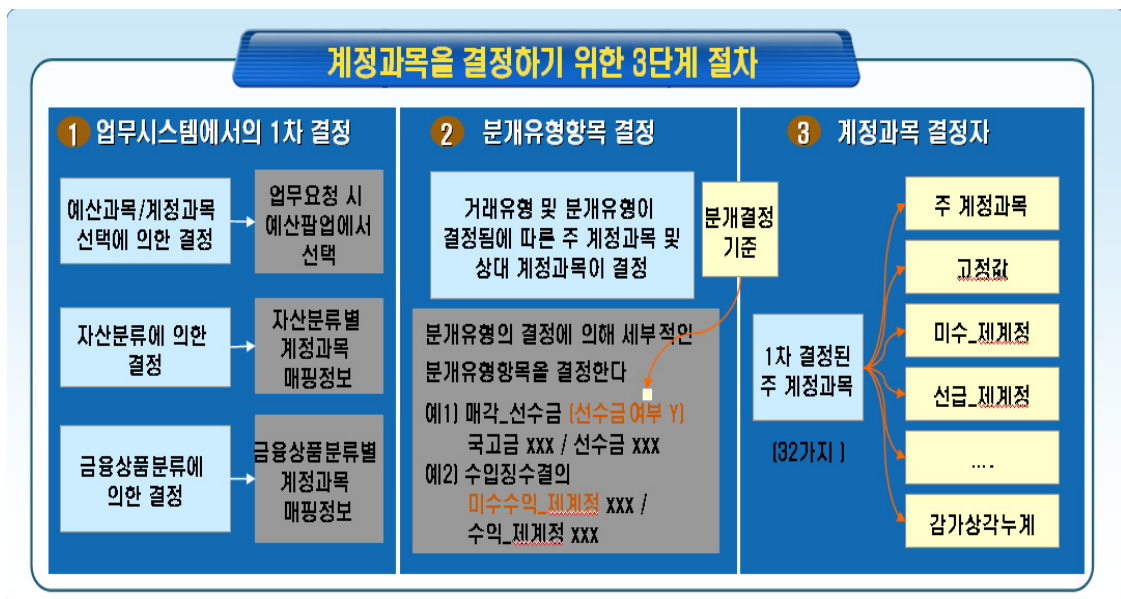 계정과목을 결정하기 위한 3단계 절차
1 업무시스템에서의 1차 결정
예산과목/계정과목
선택에 의한 결정
업무요청 시
예산팝업에서
선택
자산분류에 의한
결정
자산분류별
계정과목
매핑정보
금융상품분류에
의한 결정
금융상품분류별
계정과목
매핑정보
2 분개유형항목 결정
거래유형 및 분개유형이
결정됨에 따른 주 계정과목 및
상대 계정과목이 결정
분개결정
기준
분개유형의 결정에 의해 세부적인
분개유형항목을 결정한다
예1) 매각_선수금 (선수금여부 Y)
국고금 xxx / 선수금 xxx
예2) 수입징수결의
미수수익_제계정 xxx /
수익_제계정 xxx
3 계정과목 결정자
1차 결정된
주 계정과목
(32가지 )
주 계정과목
고정값
미수_제계정
선급_제계정
....
감가상각누계